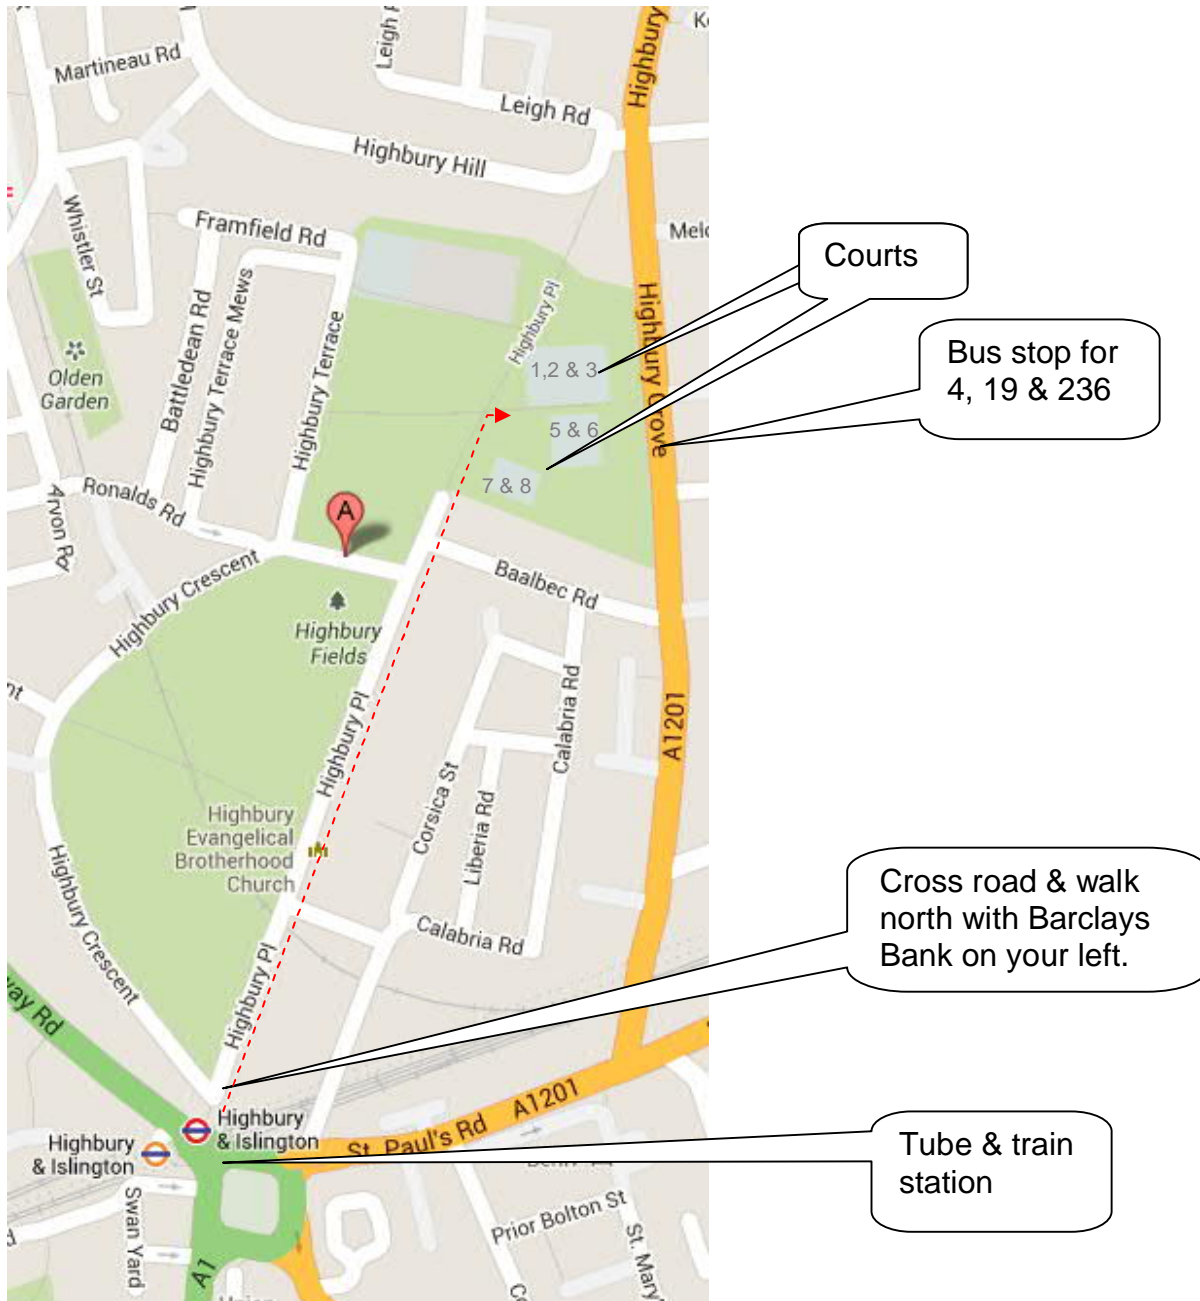 Martineau Rd
Leigh
Highbury
Leigh Rd
Highbury Hill
Whistler St
Framfield Rd
Courts
Highbury Pl
Highbury Grove
Bus stop for
4, 19 & 236
Battledean Rd
Highbury Terrace Mews
Highbury Terrace
Olden
Garden
1,2 & 3
5 & 6
7 & 8
Ronalds Rd
A
Arvon Rd
Highbury Crescent
Baalbec Rd
Highbury
Fields
Calabria Rd
A1201
Highbury Pl
Corsica St
Liberia Rd
Highbury
Evangelical
Brotherhood
Church
Highbury Crescent
Calabria Rd
Cross road & walk
north with Barclays
Bank on your left.
way Rd
Highbury Pl
A1201
Highbury
& Islington
Highbury
& Islington
St. Paul's Rd
Tube & train
station
Swan Yard
Prior Bolton St
St. Mary'
A1